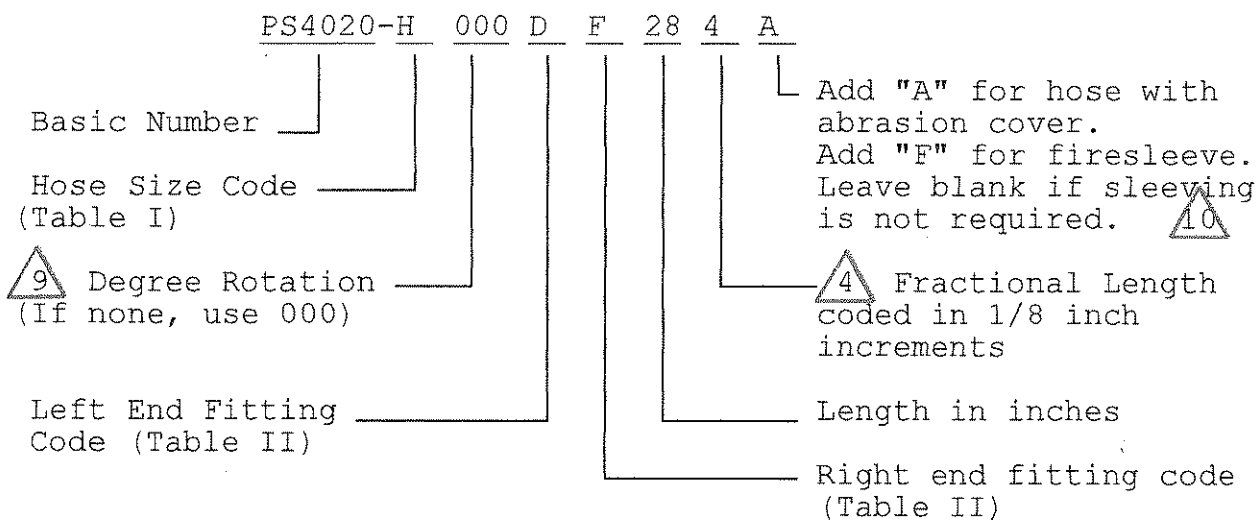 PS4020-H 000 D F 28 4 A
Basic Number
Hose Size Code
(Table I)
9 Degree Rotation
(If none, use 000)
Left End Fitting
Code (Table II)
Add "A" for hose with
abrasion cover.
Add "F" for firesleeve.
Leave blank if sleeving
is not required. 10
4 Fractional Length
coded in 1/8 inch
increments
Length in inches
Right end fitting code
(Table II)